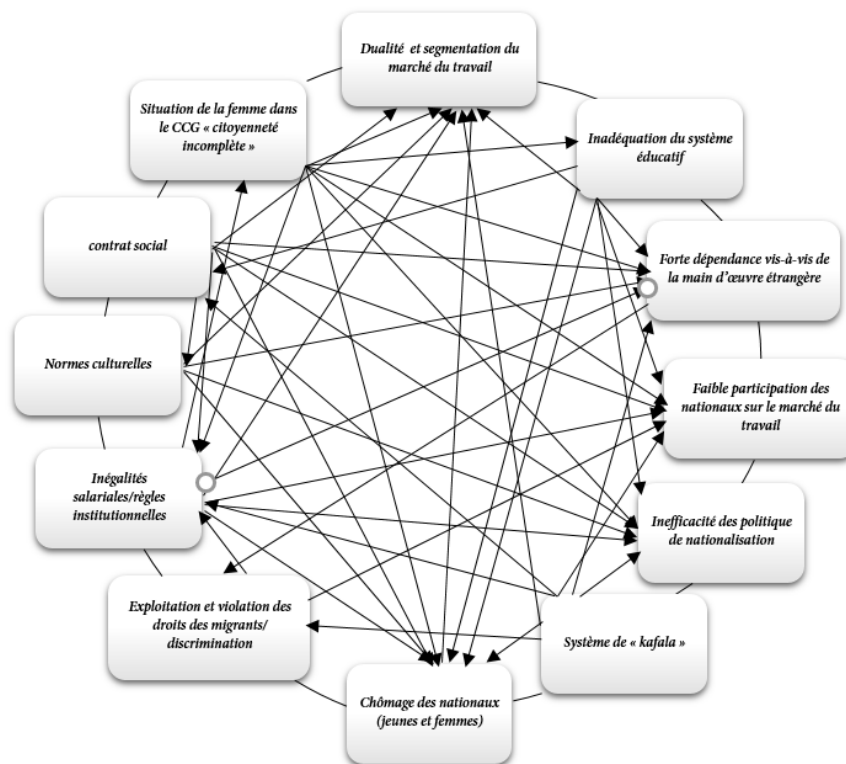 Dualité et segmentation du
marché du travail
Situation de la femme dans
le CCG « citoyenneté
incomplète »
Inadéquation du système
éducatif
contrat social
Forte dépendance vis-à-vis de
la main d'œuvre étrangère
Normes culturelles
Faible participation des
nationaux sur le marché du
travail
Inégalités
salariales/règles
institutionnelles
Inefficacité des politique
de nationalisation
Exploitation et violation des
droits des migrants/
discrimination
Système de « kafala »
Chômage des nationaux
(jeunes et femmes)